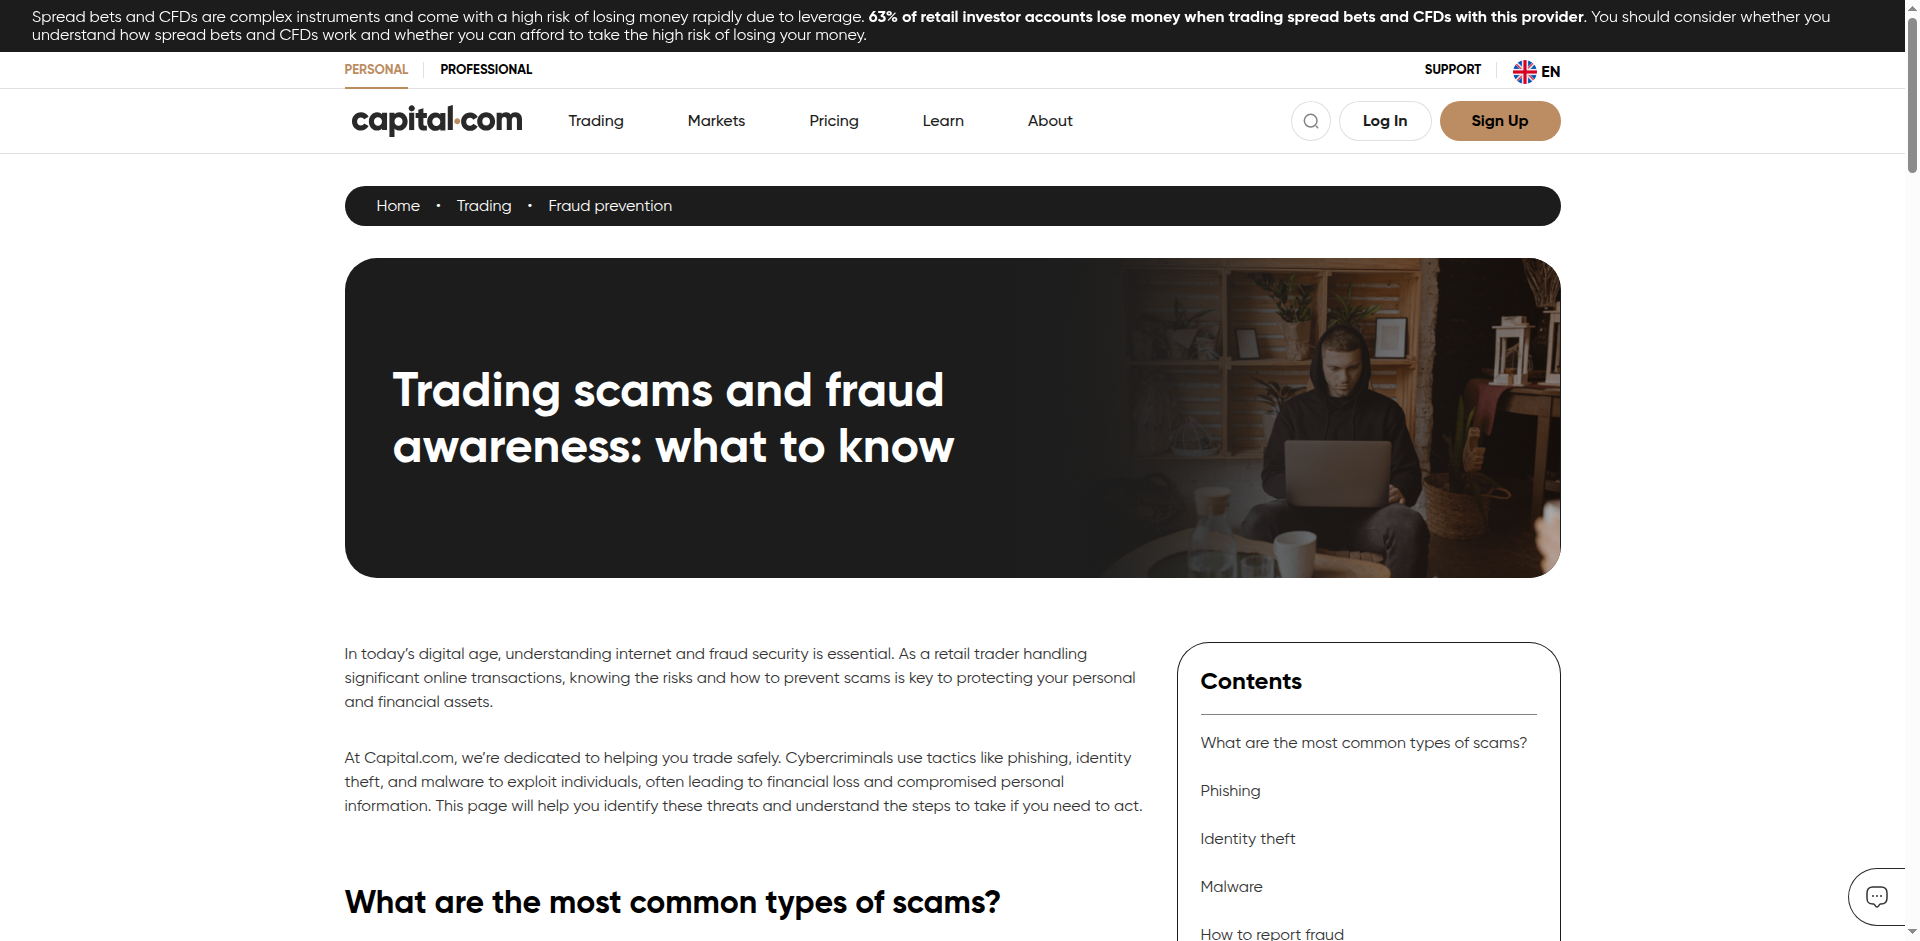 Spread bets and CFDs are complex instruments and come with a high risk of losing money rapidly due to leverage. 63% of retail investor accounts lose money when trading spread bets and CFDs with this provider. You should consider whether you
understand how spread bets and CFDs work and whether you can afford to take the high risk of losing your money.
PERSONAL PROFESSIONAL SUPPORT EN
capital.com Trading Markets Pricing Learn About Log In Sign Up
Home • Trading • Fraud prevention
Trading scams and fraud
awareness: what to know
In today’s digital age, understanding internet and fraud security is essential. As a retail trader handling
significant online transactions, knowing the risks and how to prevent scams is key to protecting your personal
and financial assets.
At Capital.com, we’re dedicated to helping you trade safely. Cybercriminals use tactics like phishing, identity
theft, and malware to exploit individuals, often leading to financial loss and compromised personal
information. This page will help you identify these threats and understand the steps to take if you need to act.
What are the most common types of scams?
Contents
What are the most common types of scams?
Phishing
Identity theft
Malware
How to report fraud